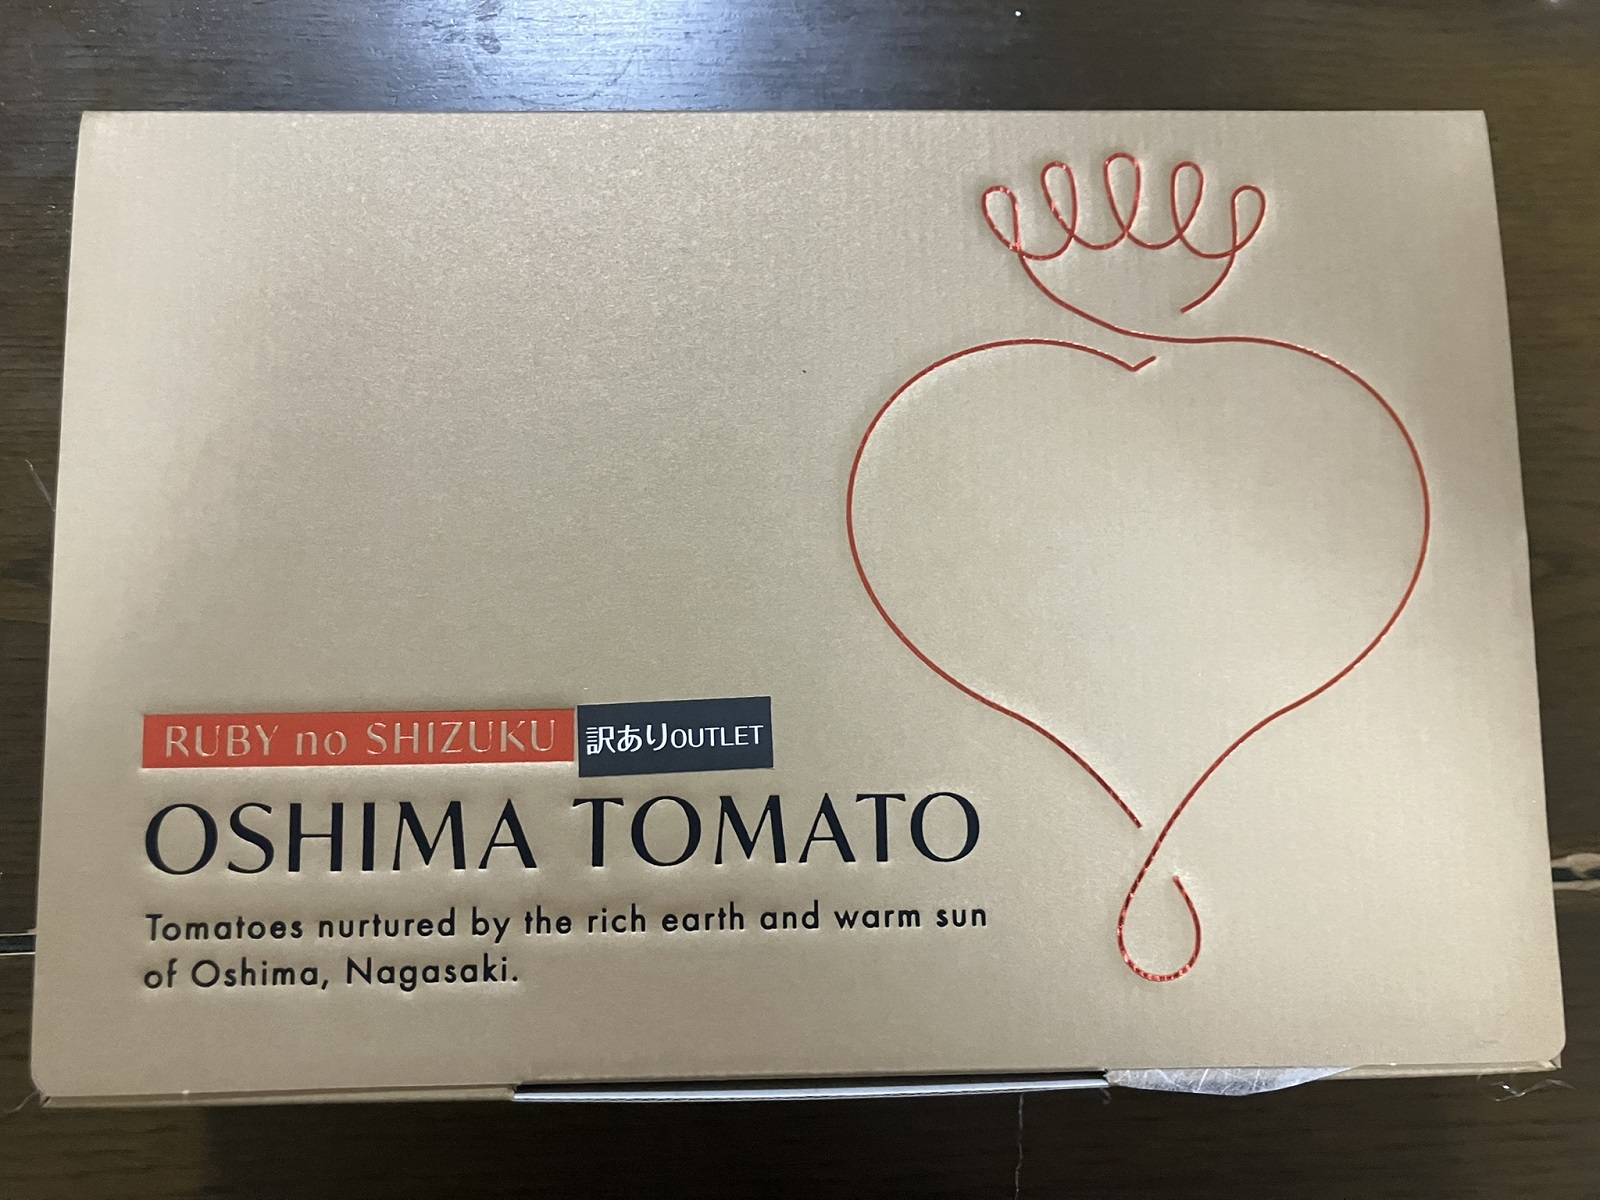 RUBY no SHIZUKU 訳ありOUTLET
OSHIMA TOMATO
Tomatoes nurtured by the rich earth and warm sun
of Oshima, Nagasaki.